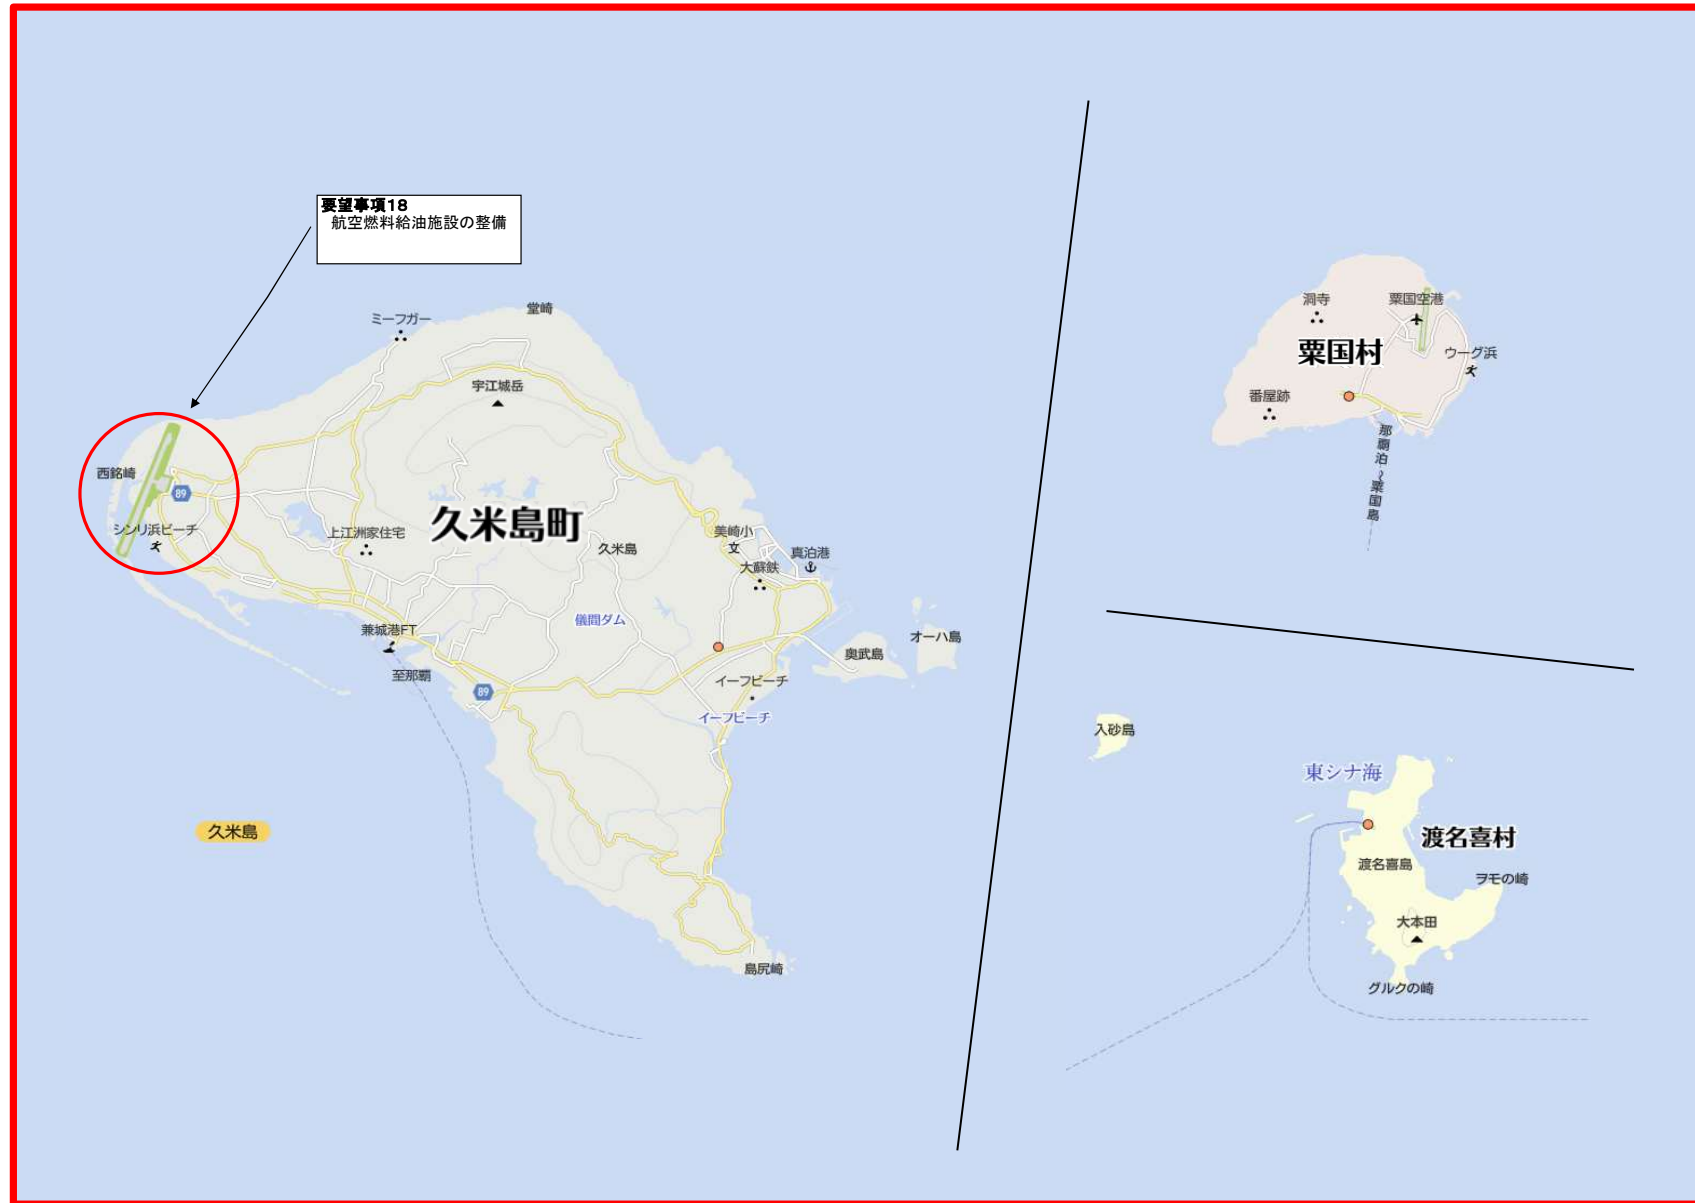 要望事項18
航空燃料給油施設の整備
堂崎
ミーフガー
宇江城岳
西銘崎
89
シンリ浜ビーチ
上江洲家住宅
久米島町
久米島
美崎小
文
真泊港
大蘇鉄
儀間ダム
兼城港FT
至那覇
89
奥武島
オーハ島
イーフビーチ
イーフビーチ
久米島
島尻崎
洞寺
粟国空港
粟国村
ウーグ浜
番屋跡
那覇泊〜粟国島
入砂島
東シナ海
渡名喜村
渡名喜島
ヲモの崎
大本田
グルクの崎